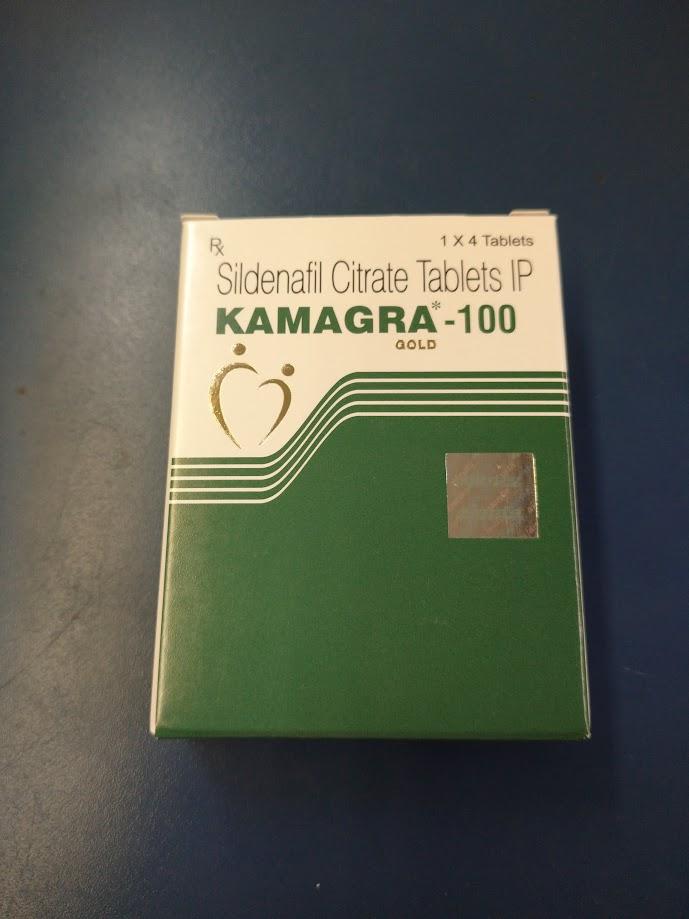 Rx
1 X 4 Tablets
Sildenafil Citrate Tablets IP
KAMAGRA*-100
GOLD